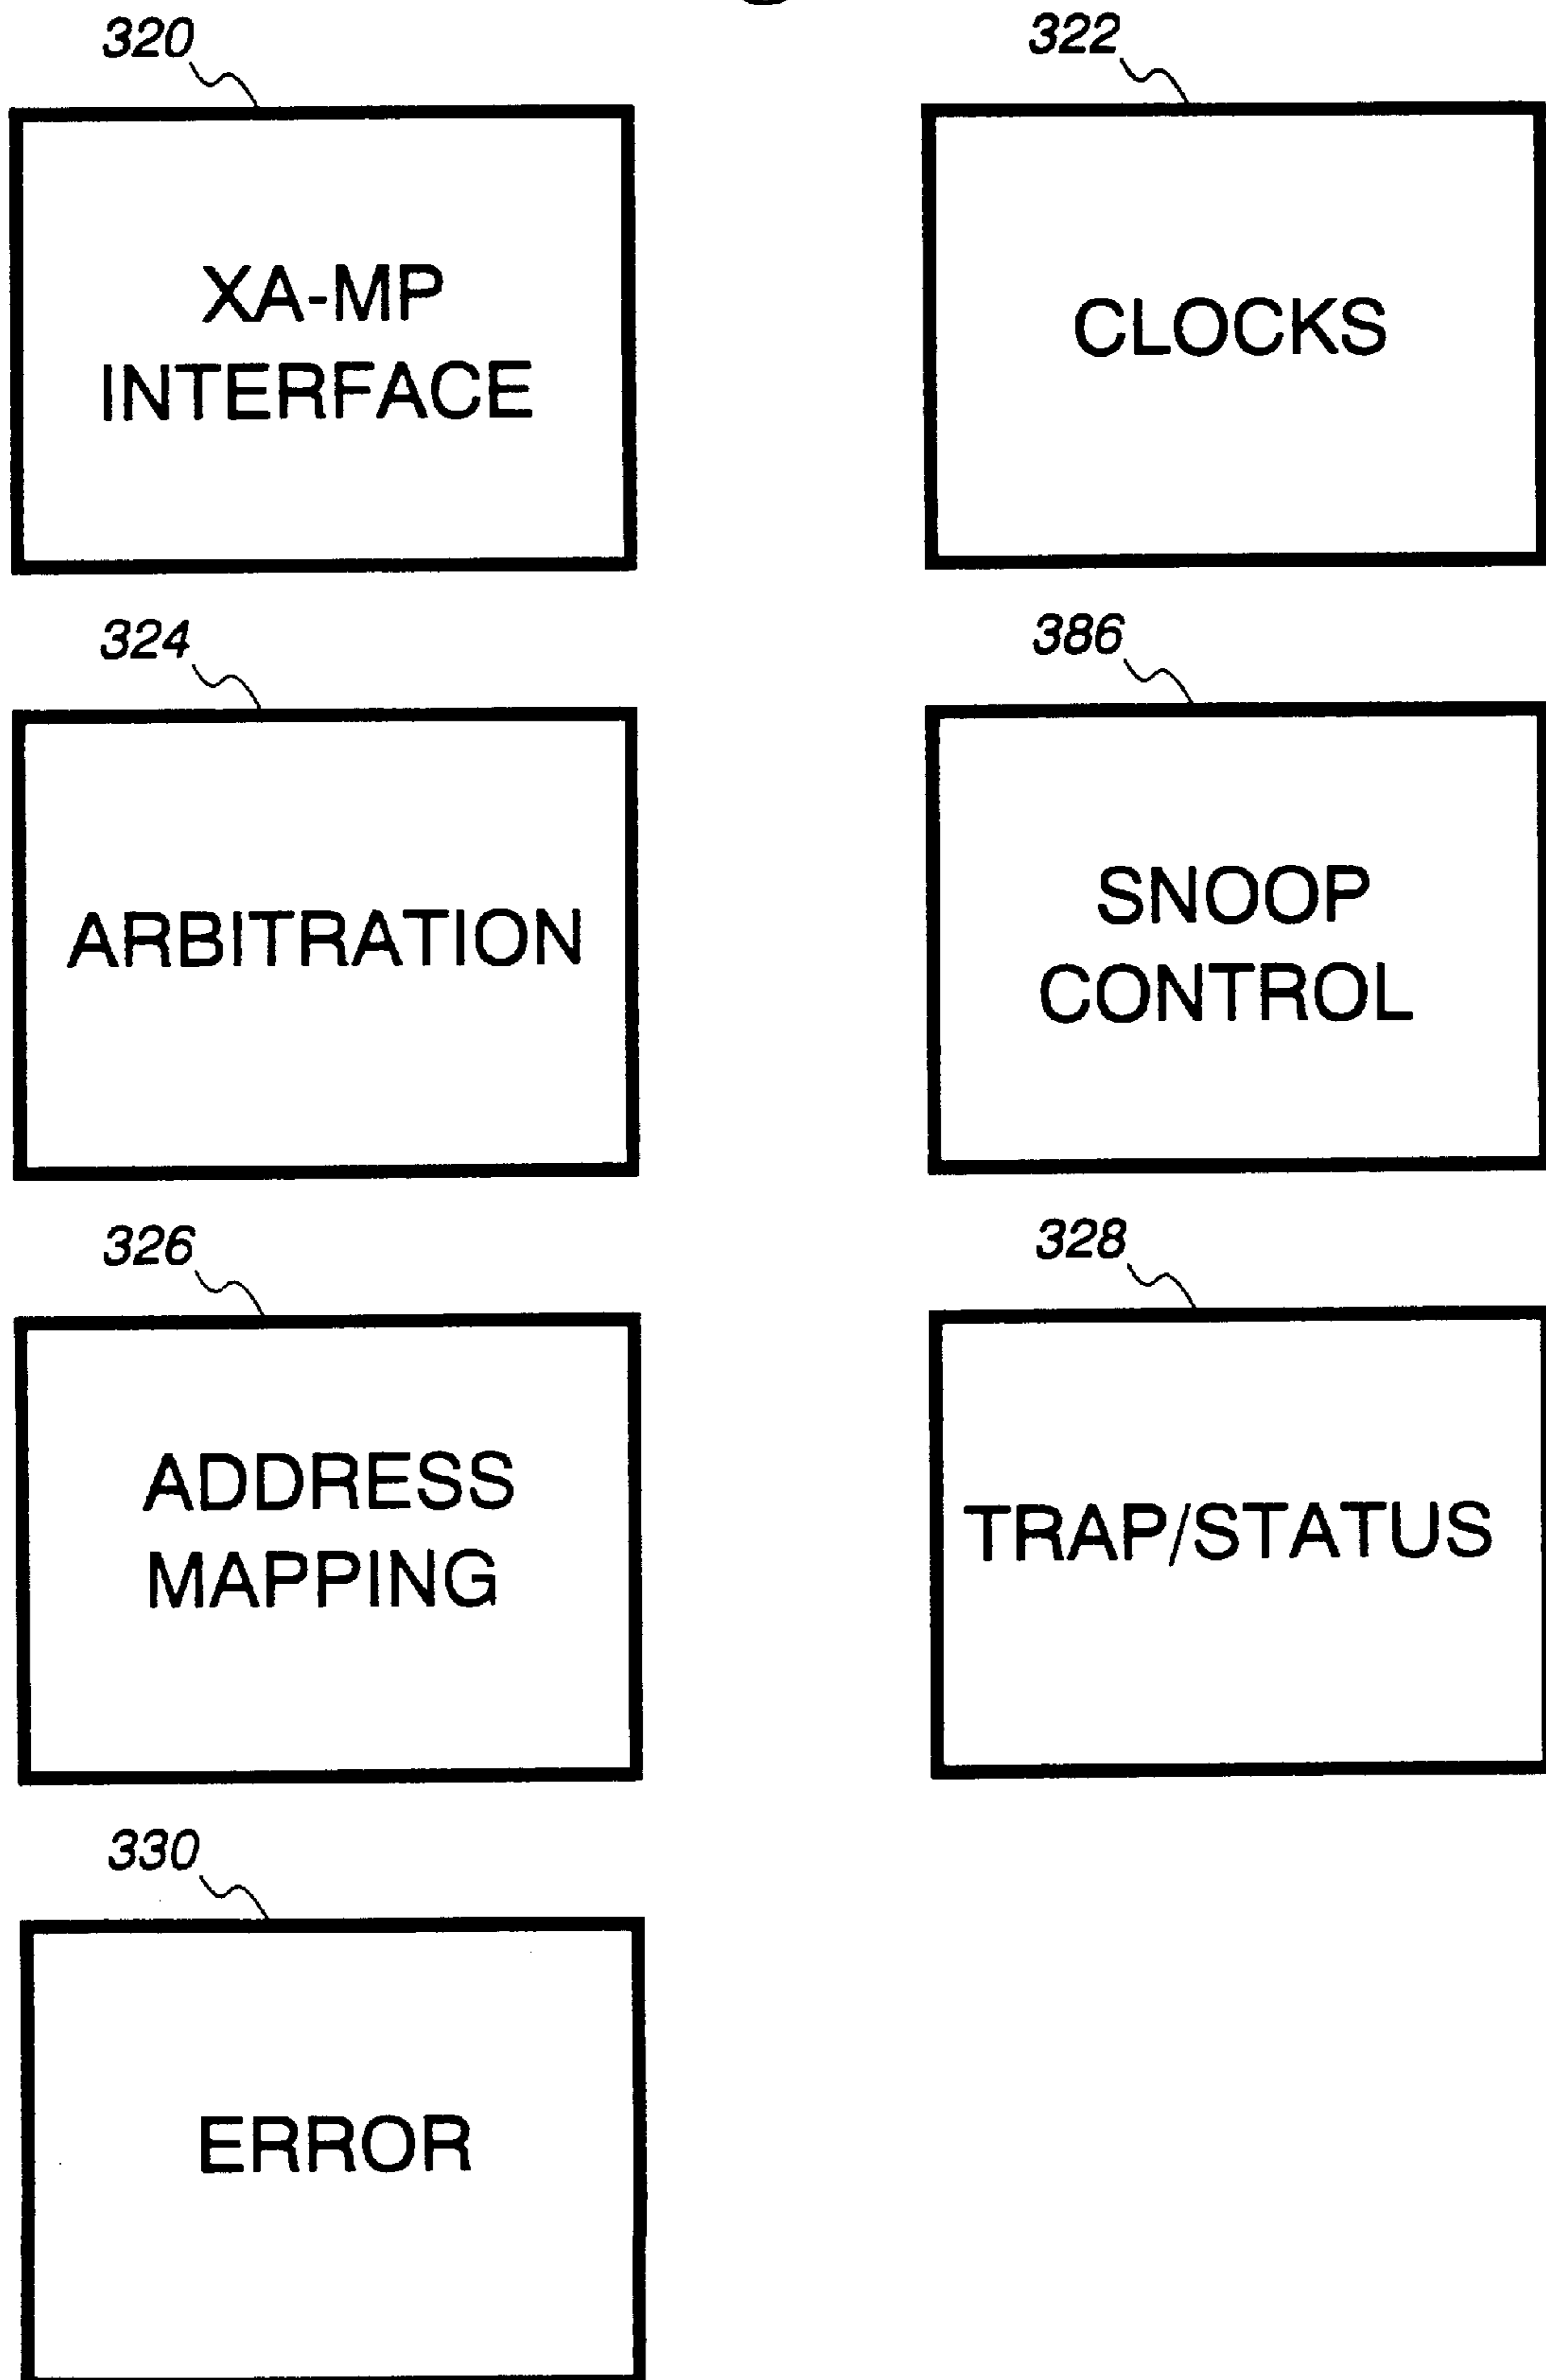 320
XA-MP
INTERFACE
322
CLOCKS
324
ARBITRATION
386
SNOOP
CONTROL
326
ADDRESS
MAPPING
328
TRAP/STATUS
330
ERROR